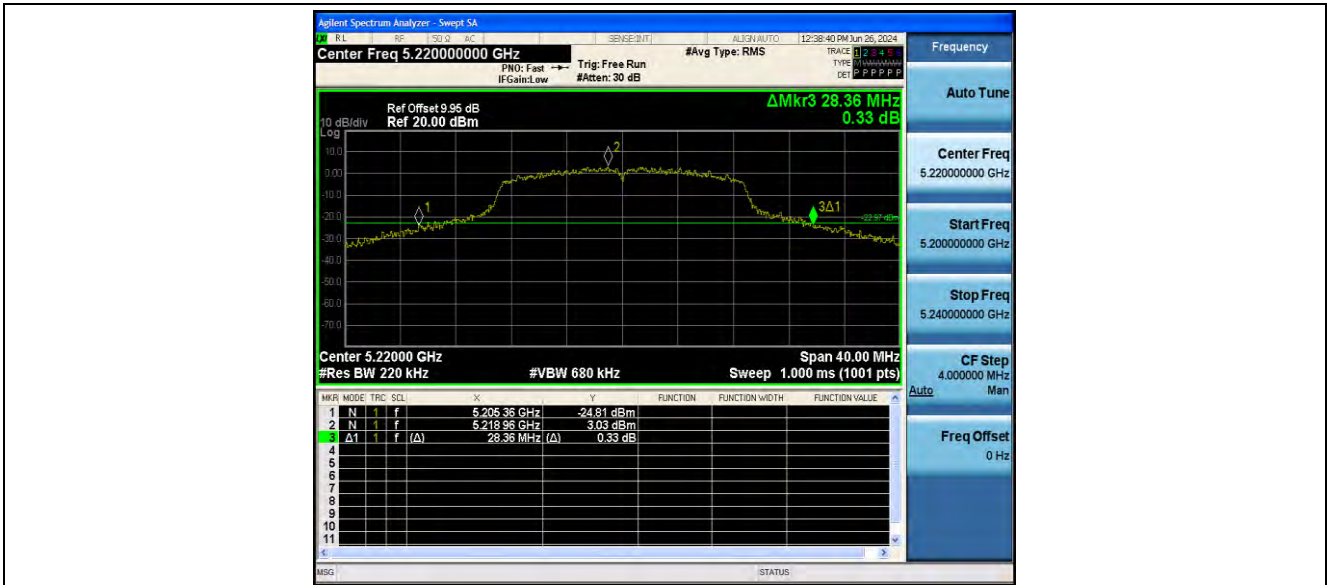 Agilent Spectrum Analyzer - Swept SA
RL RF 50 Ω AC SENSE:INT ALIGN AUTO 12:38:40 PM Jun 26, 2024
Center Freq 5.220000000 GHz
PNO: Fast
IFGain:Low
Trig: Free Run
#Atten: 30 dB
#Avg Type: RMS
TRACE 1 2 3 4 5 6
TYPE M
DET P P P P P P
Ref Offset 9.95 dB
10 dB/div Ref 20.00 dBm
Log
ΔMkr3 28.36 MHz
0.33 dB
10.0
0.00
-10.0
-20.0
-30.0
-40.0
-50.0
-60.0
-70.0
1
2
3Δ1
Center 5.22000 GHz Span 40.00 MHz
#Res BW 220 kHz #VBW 680 kHz Sweep 1.000 ms (1001 pts)
MKR MODE TRC SCL X Y FUNCTION FUNCTION WIDTH FUNCTION VALUE
1 N 1 f 5.205 36 GHz -24.81 dBm
2 N 1 f 5.218 96 GHz 3.03 dBm
3 Δ1 1 f (Δ) 28.36 MHz (Δ) 0.33 dB
4
5
6
7
8
9
10
11
MSG STATUS
Frequency
Auto Tune
Center Freq
5.220000000 GHz
Start Freq
5.200000000 GHz
Stop Freq
5.240000000 GHz
CF Step
4.000000 MHz
Auto Man
Freq Offset
0 Hz